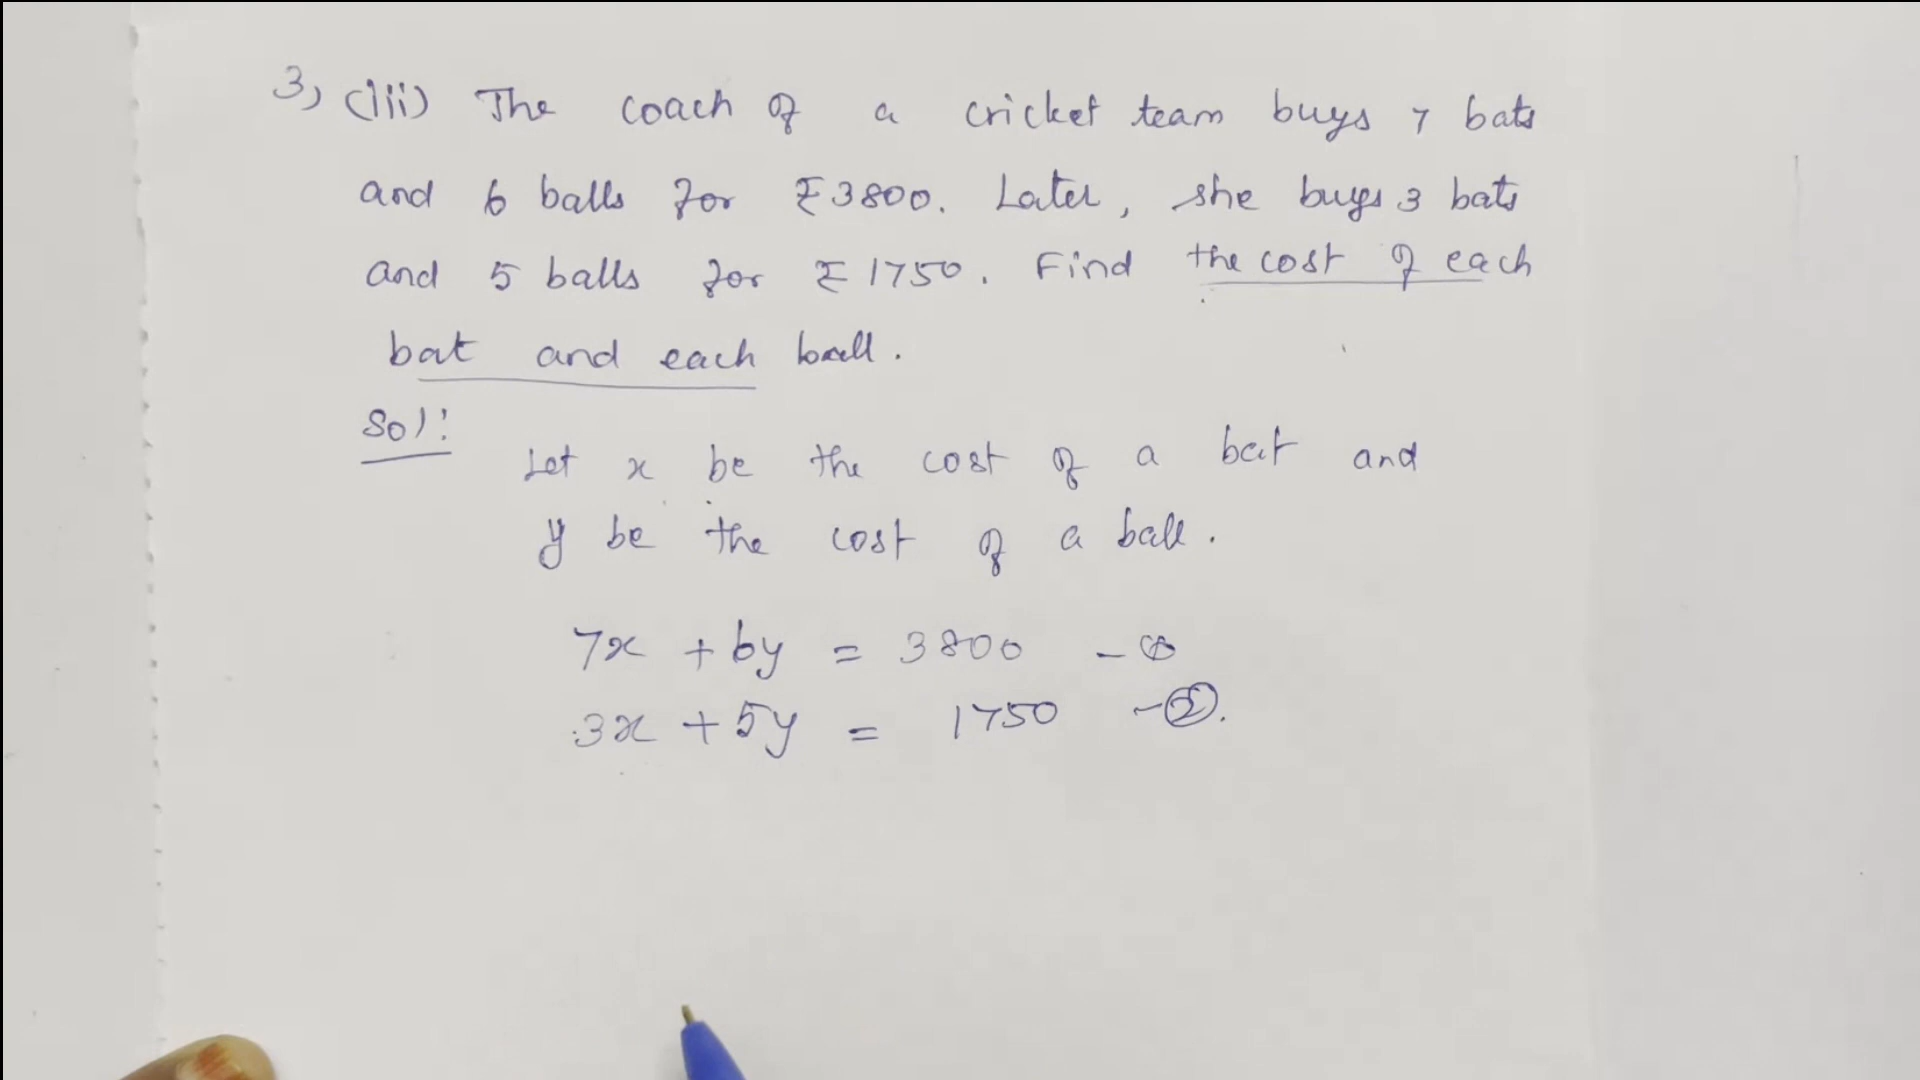 3, (iii) The coach of a cricket team buys 7 bats
and 6 balls for ₹3800. Later, she buys 3 bats
and 5 balls for ₹1750. Find the cost of each
bat and each ball.
Sol:
Let x be the cost of a bat and
y be the cost of a ball.
7x + 6y = 3800 - ①
3x + 5y = 1750 - ②.